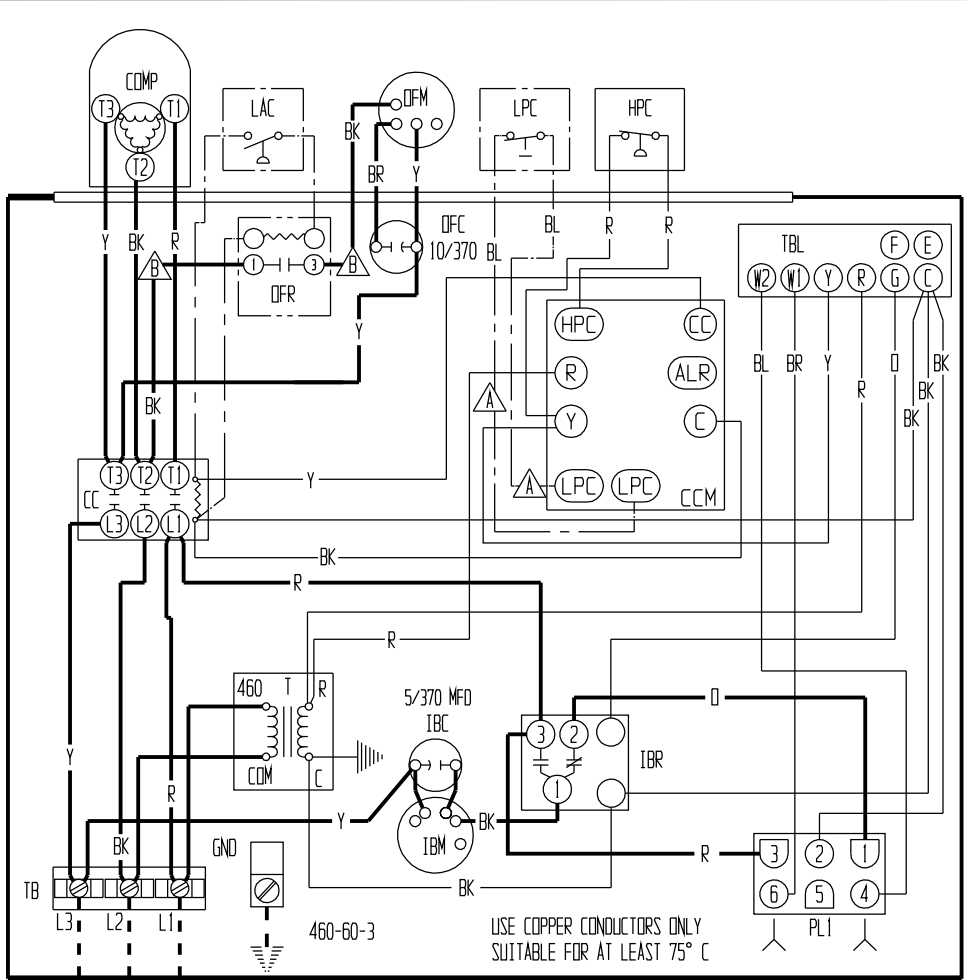 COMP
T3 T1
T2
LAC
OFM
LPC
HPC
BK
BR
Y
Y BK R
OFC
10/370
BL
BL
R
R
TBL
F E
W2 W1 Y R G C
B
1 3
B
OFR
Y
HPC CC
R
ALR
A
Y
C
A
LPC LPC
CCM
BL BR Y R O BK BK BK
BK
T3 T2 T1
CC
L3 L2 L1
Y
BK
R
R
460 T R
COM C
5/370 MFD
IBC
O
3 2
IBR
1
Y
R
Y
BK
IBM
BK
GND
R
3 2 1
6 5 4
PL1
BK
TB
L3 L2 L1
460-60-3
USE COPPER CONDUCTORS ONLY
SUITABLE FOR AT LEAST 75° C